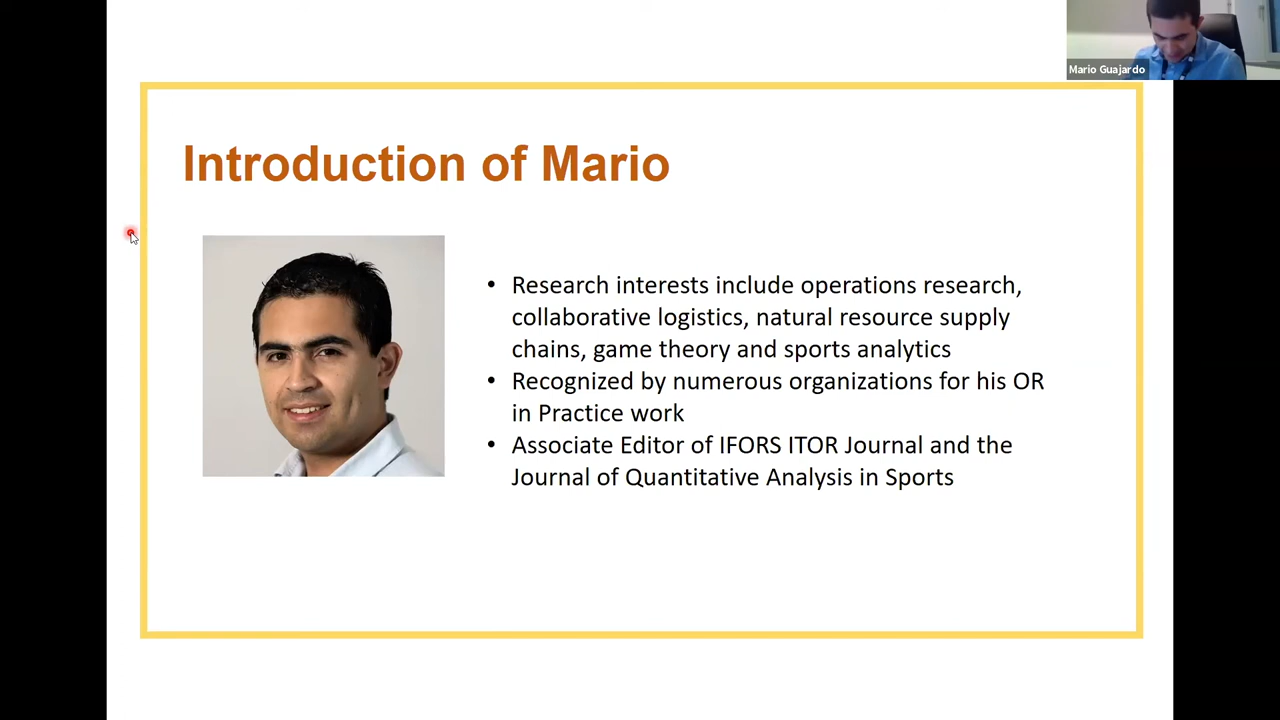 Mario Guajardo
Introduction of Mario
• Research interests include operations research,
collaborative logistics, natural resource supply
chains, game theory and sports analytics
• Recognized by numerous organizations for his OR
in Practice work
• Associate Editor of IFORS ITOR Journal and the
Journal of Quantitative Analysis in Sports